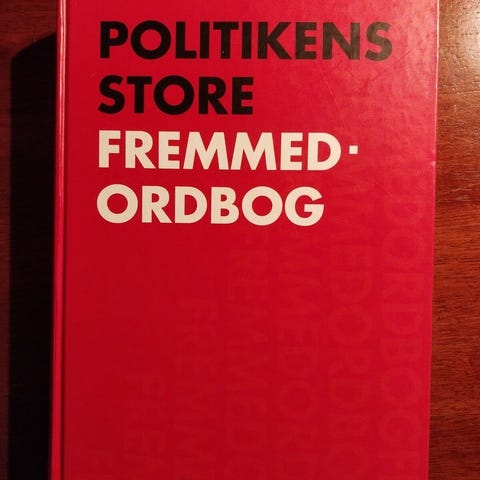 POLITIKENS
STORE
FREMMED·
ORDBOG